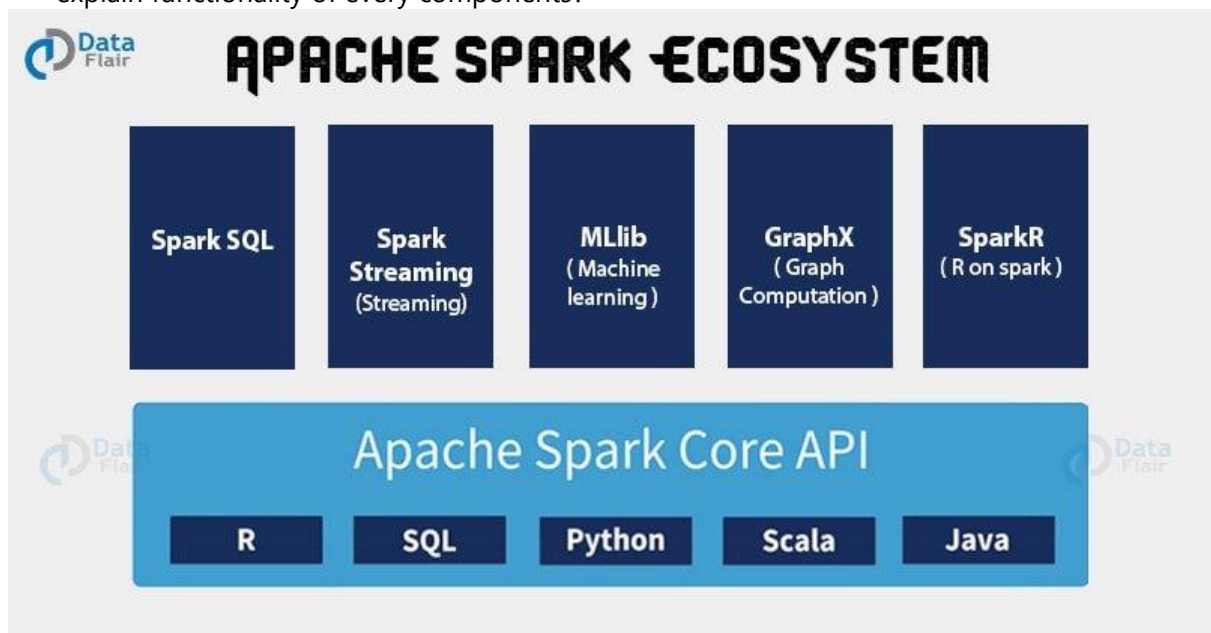 explain functionality of every components.
Data
Flair
APACHE SPARK ECOSYSTEM
Spark SQL
Spark
Streaming
(Streaming)
MLlib
( Machine
learning )
GraphX
( Graph
Computation )
SparkR
( R on spark )
Apache Spark Core API
Data
Flair
Data
Flair
R
SQL
Python
Scala
Java